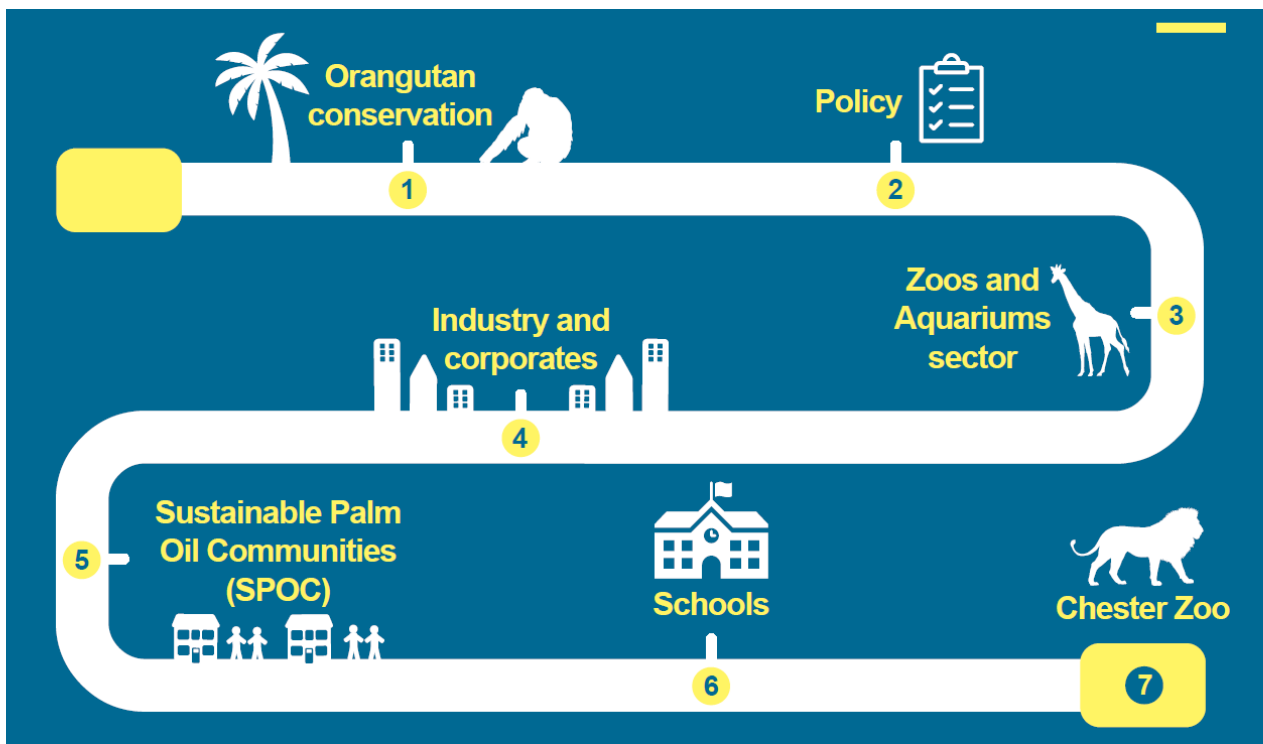 Orangutan
conservation
Policy
1
2
Zoos and
Aquariums
sector
3
Industry and
corporates
4
Sustainable Palm
Oil Communities
(SPOC)
5
Schools
6
Chester Zoo
7